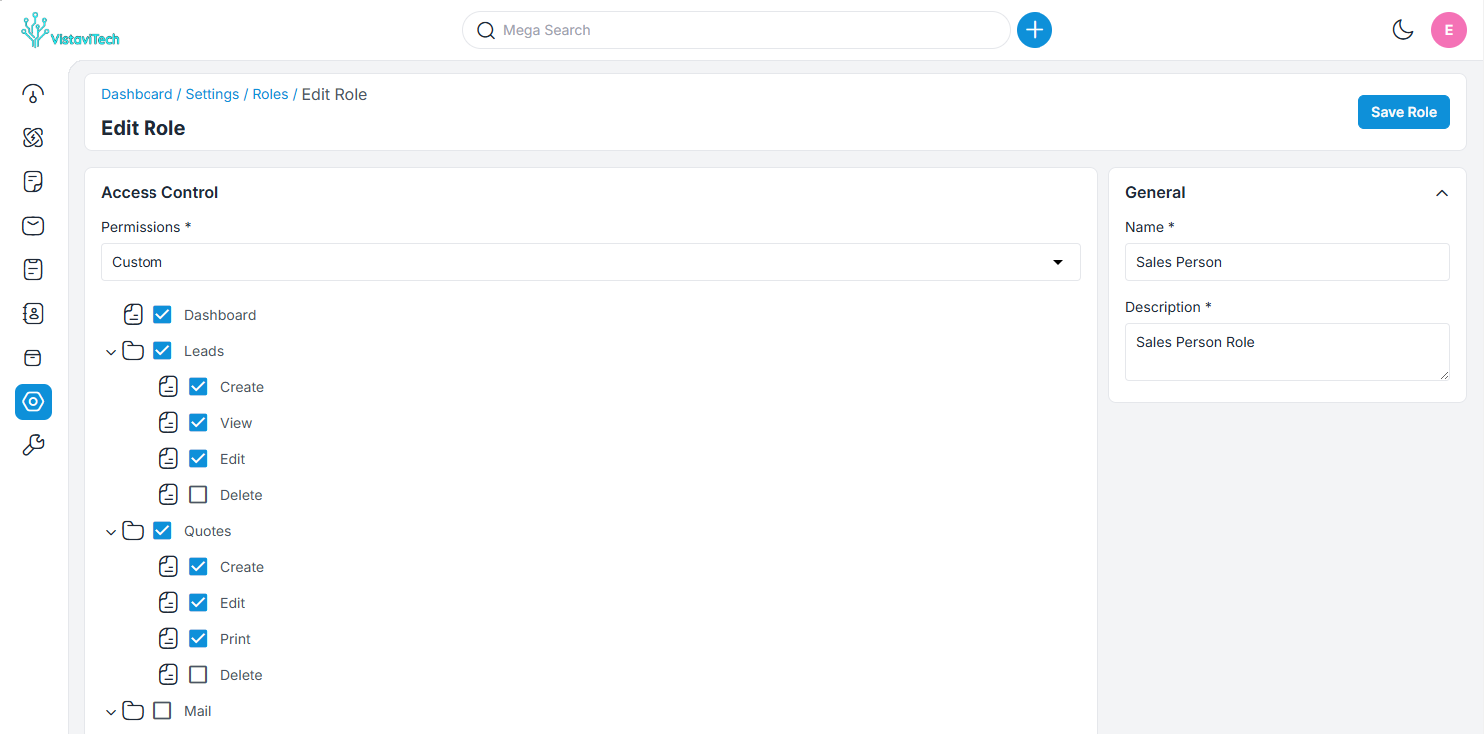 VistaviTech
Mega Search
E
Dashboard / Settings / Roles / Edit Role
Edit Role
Save Role
Access Control
Permissions *
Custom
Dashboard
Leads
Create
View
Edit
Delete
Quotes
Create
Edit
Print
Delete
Mail
General
Name *
Sales Person
Description *
Sales Person Role